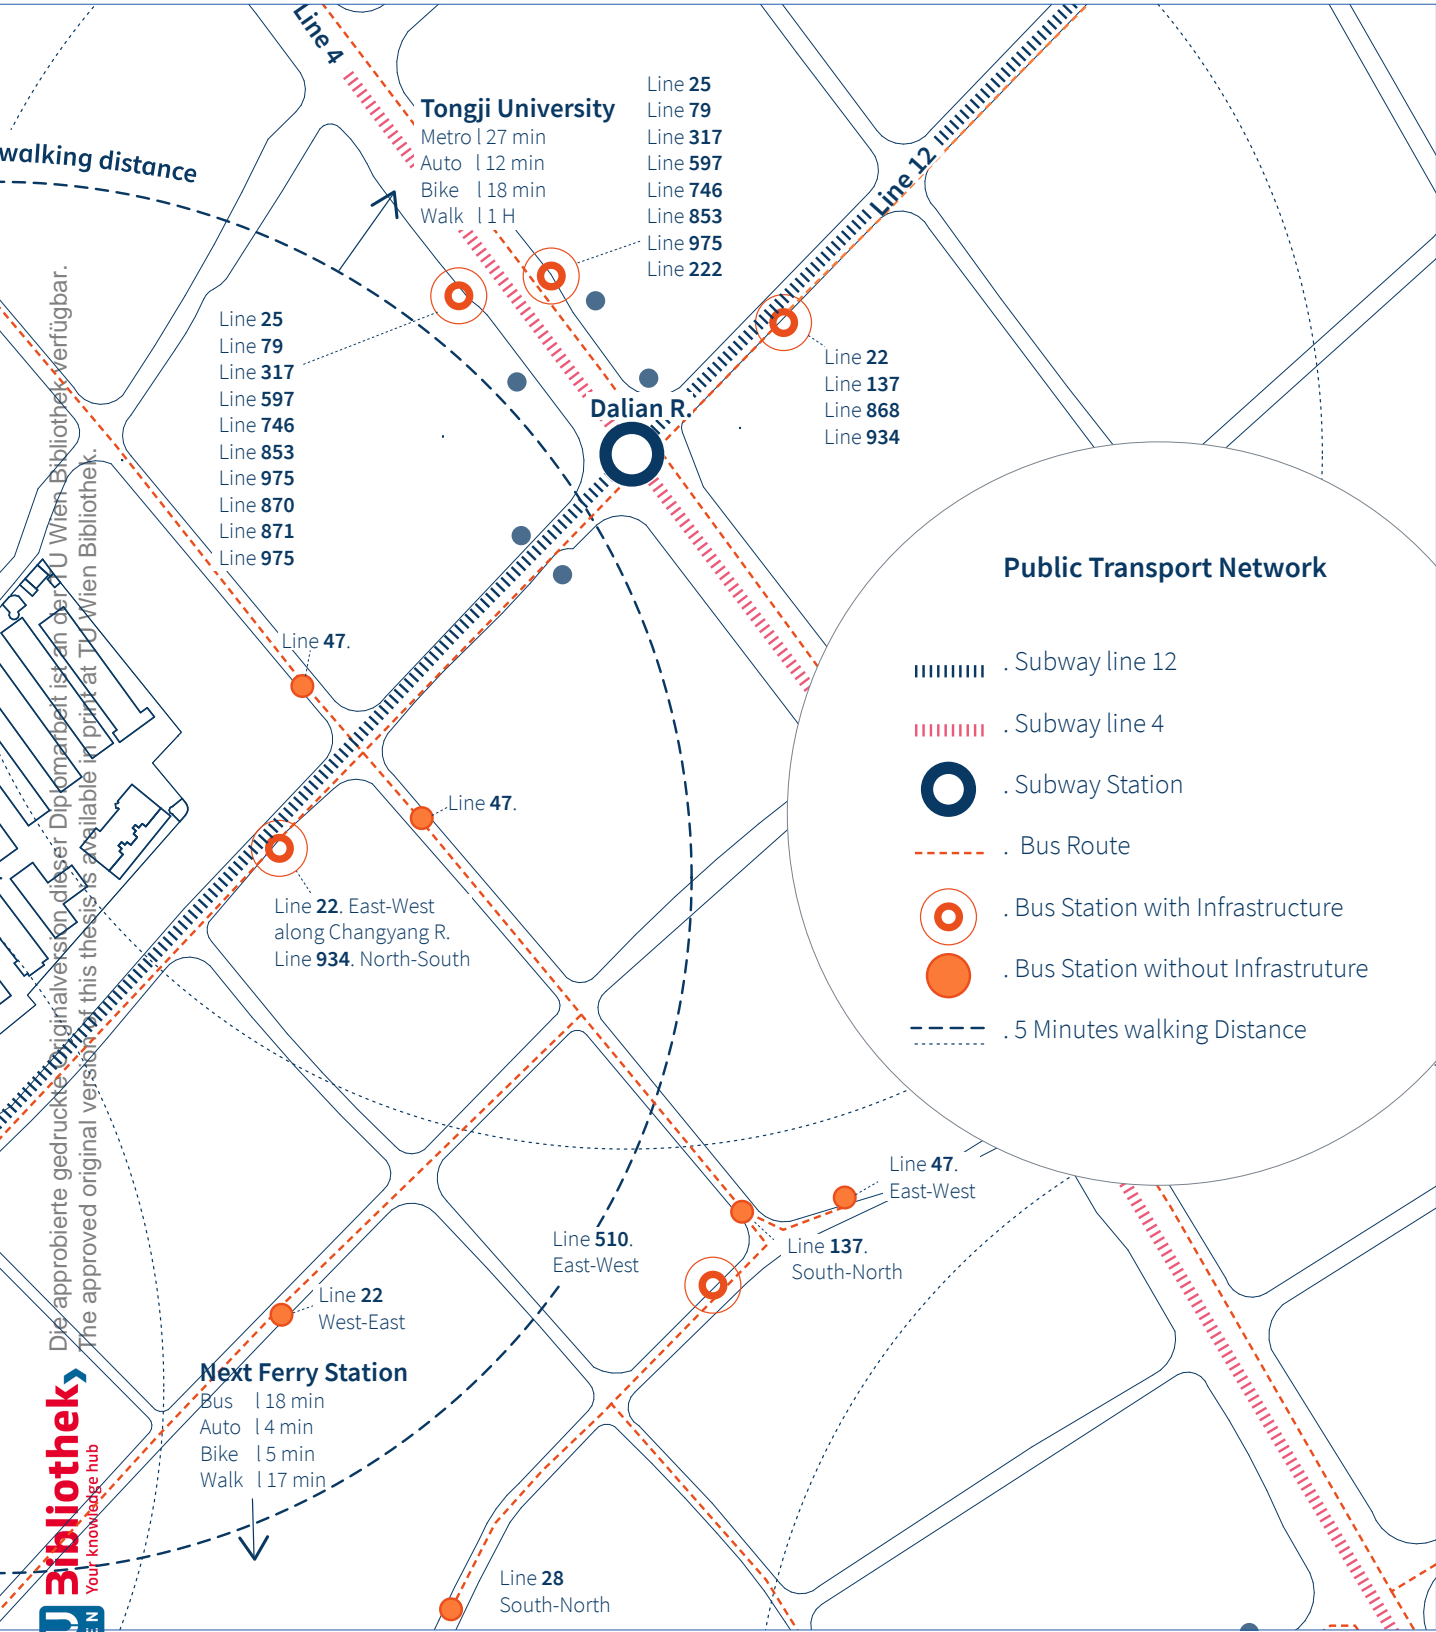 Line 4
walking distance
Tongji University
Metro l 27 min
Auto l 12 min
Bike l 18 min
Walk l 1 H
Line 25
Line 79
Line 317
Line 597
Line 746
Line 853
Line 975
Line 222
Line 12
Line 25
Line 79
Line 317
Line 597
Line 746
Line 853
Line 975
Line 870
Line 871
Line 975
Line 22
Line 137
Line 868
Line 934
Dalian R.
Public Transport Network
. Subway line 12
. Subway line 4
. Subway Station
. Bus Route
. Bus Station with Infrastructure
. Bus Station without Infrastruture
. 5 Minutes walking Distance
Line 47.
Line 47.
Line 22. East-West
along Changyang R.
Line 934. North-South
Line 47.
East-West
Line 510.
East-West
Line 137.
South-North
Line 22
West-East
Next Ferry Station
Bus l 18 min
Auto l 4 min
Bike l 5 min
Walk l 17 min
Line 28
South-North
Die approbierte gedruckte Originalversion dieser Diplomarbeit ist an der TU Wien Bibliothek verfügbar.
The approved original version of this thesis is available in print at TU Wien Bibliothek.
Bibliothek
Your knowledge hub